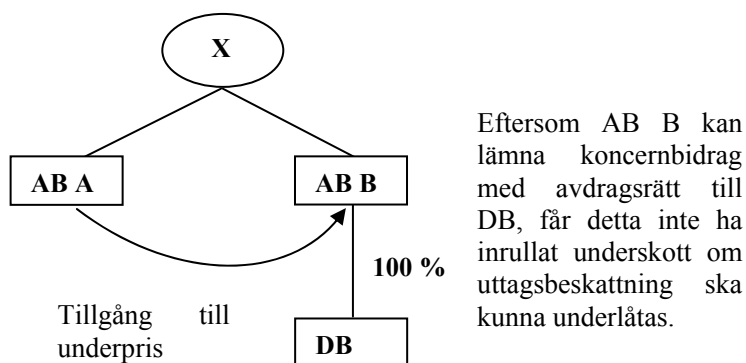 X
AB A
AB B
100 %
Tillgång till
underpris
DB
Eftersom AB B kan
lämna koncernbidrag
med avdragsrätt till
DB, får detta inte ha
inrullat underskott om
uttagsbeskattning ska
kunna underlåtas.